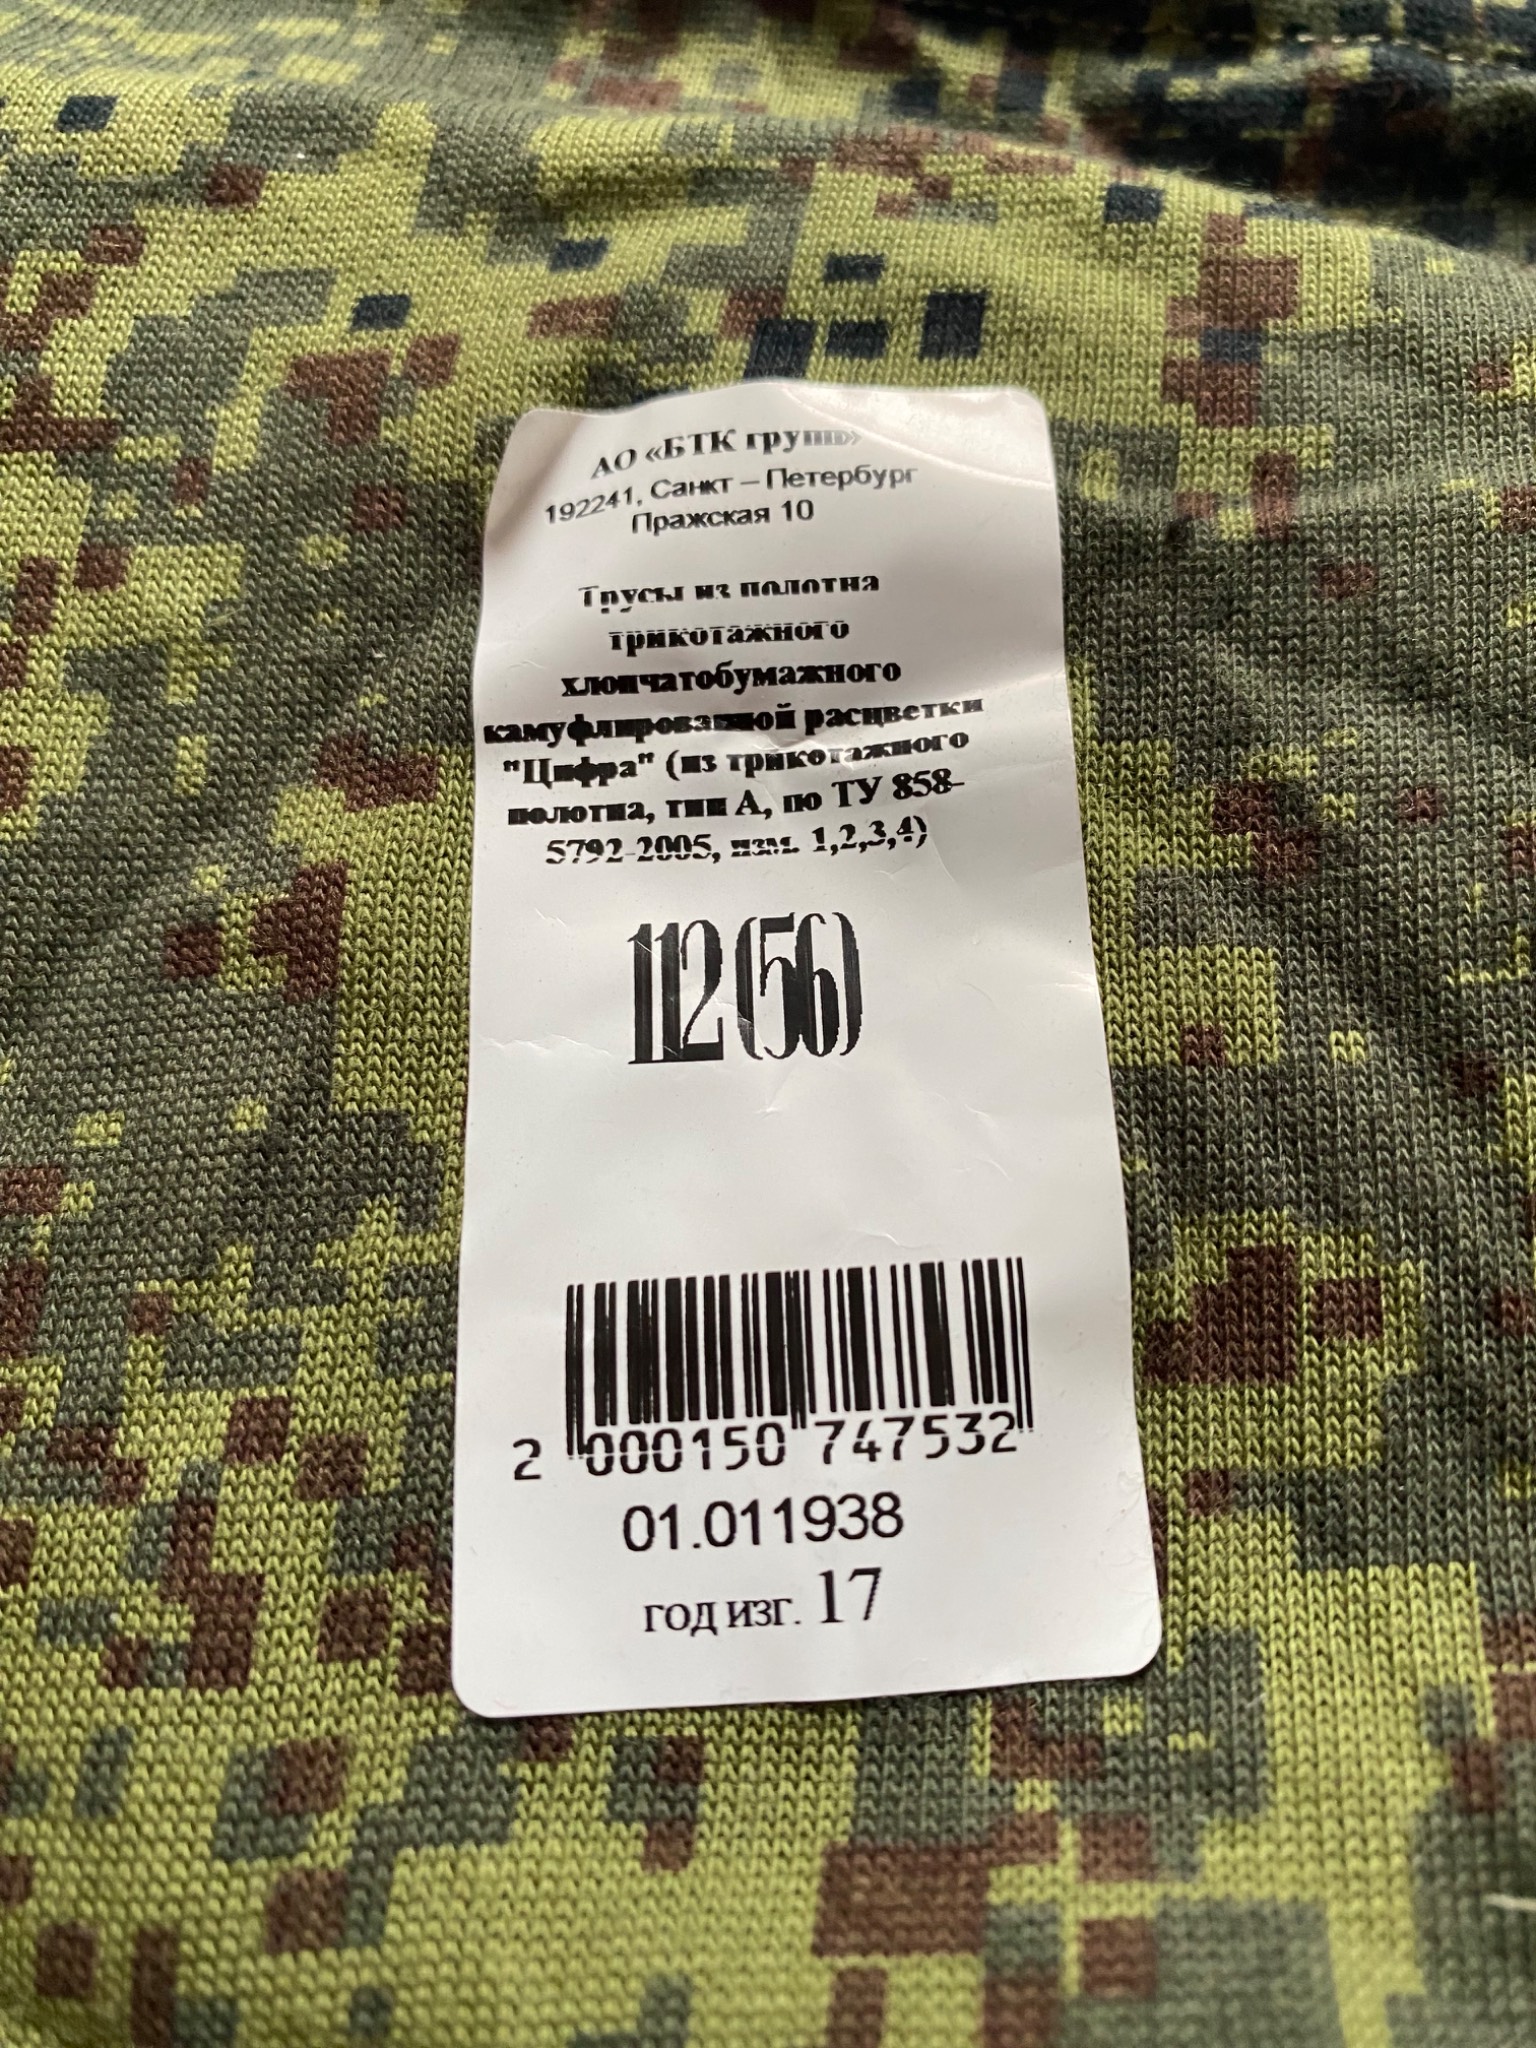 АО «БТК групп»
192241, Санкт – Петербург
Пражская 10
Трусы из полотна
трикотажного
хлопчатобумажного
камуфлированной расцветки
"Цифра" (из трикотажного
полотна, тип А, по ТУ 858-
5792-2005, изм. 1,2,3,4)
112(56)
2 000150 747532
01.011938
год изг. 17